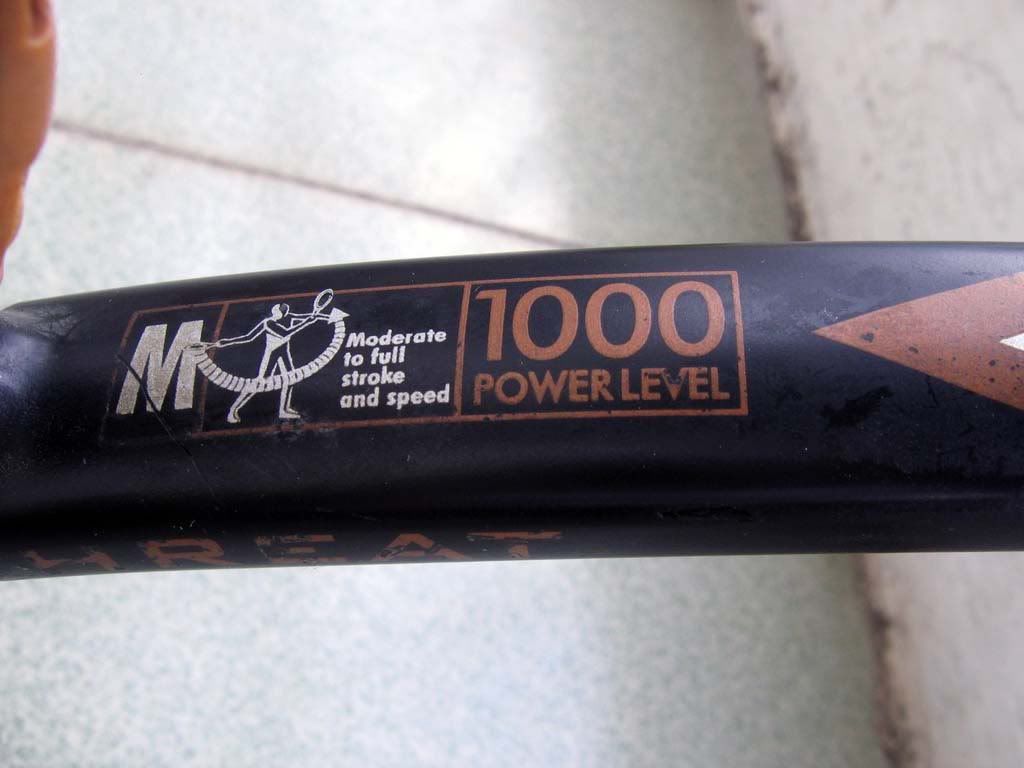 M
Moderate
to full
stroke
and speed
1000
POWER LEVEL